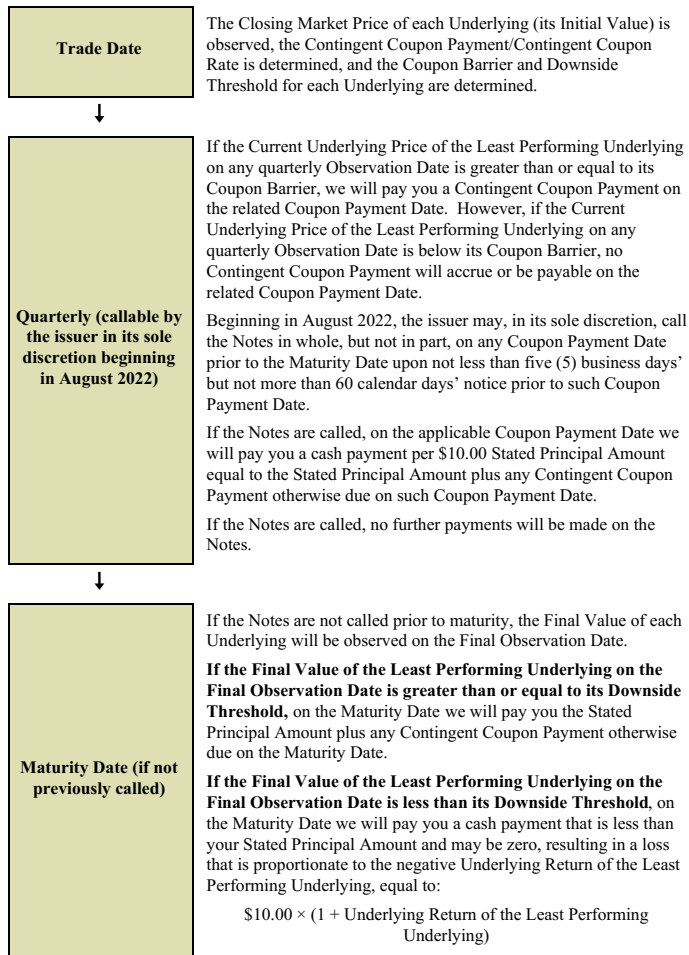 Trade Date
The Closing Market Price of each Underlying (its Initial Value) is
observed, the Contingent Coupon Payment/Contingent Coupon
Rate is determined, and the Coupon Barrier and Downside
Threshold for each Underlying are determined.
Quarterly (callable by
the issuer in its sole
discretion beginning
in August 2022)
If the Current Underlying Price of the Least Performing Underlying
on any quarterly Observation Date is greater than or equal to its
Coupon Barrier, we will pay you a Contingent Coupon Payment on
the related Coupon Payment Date. However, if the Current
Underlying Price of the Least Performing Underlying on any
quarterly Observation Date is below its Coupon Barrier, no
Contingent Coupon Payment will accrue or be payable on the
related Coupon Payment Date.
Beginning in August 2022, the issuer may, in its sole discretion, call
the Notes in whole, but not in part, on any Coupon Payment Date
prior to the Maturity Date upon not less than five (5) business days’
but not more than 60 calendar days’ notice prior to such Coupon
Payment Date.
If the Notes are called, on the applicable Coupon Payment Date we
will pay you a cash payment per $10.00 Stated Principal Amount
equal to the Stated Principal Amount plus any Contingent Coupon
Payment otherwise due on such Coupon Payment Date.
If the Notes are called, no further payments will be made on the
Notes.
Maturity Date (if not
previously called)
If the Notes are not called prior to maturity, the Final Value of each
Underlying will be observed on the Final Observation Date.
If the Final Value of the Least Performing Underlying on the
Final Observation Date is greater than or equal to its Downside
Threshold, on the Maturity Date we will pay you the Stated
Principal Amount plus any Contingent Coupon Payment otherwise
due on the Maturity Date.
If the Final Value of the Least Performing Underlying on the
Final Observation Date is less than its Downside Threshold, on
the Maturity Date we will pay you a cash payment that is less than
your Stated Principal Amount and may be zero, resulting in a loss
that is proportionate to the negative Underlying Return of the Least
Performing Underlying, equal to:
$10.00 × (1 + Underlying Return of the Least Performing
Underlying)